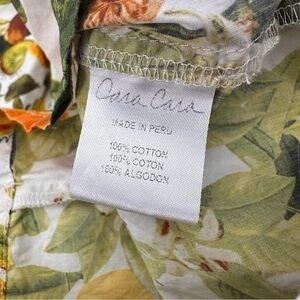 Cara Cara
MADE IN PERU
100% COTTON
100% COTON
100% ALGODON